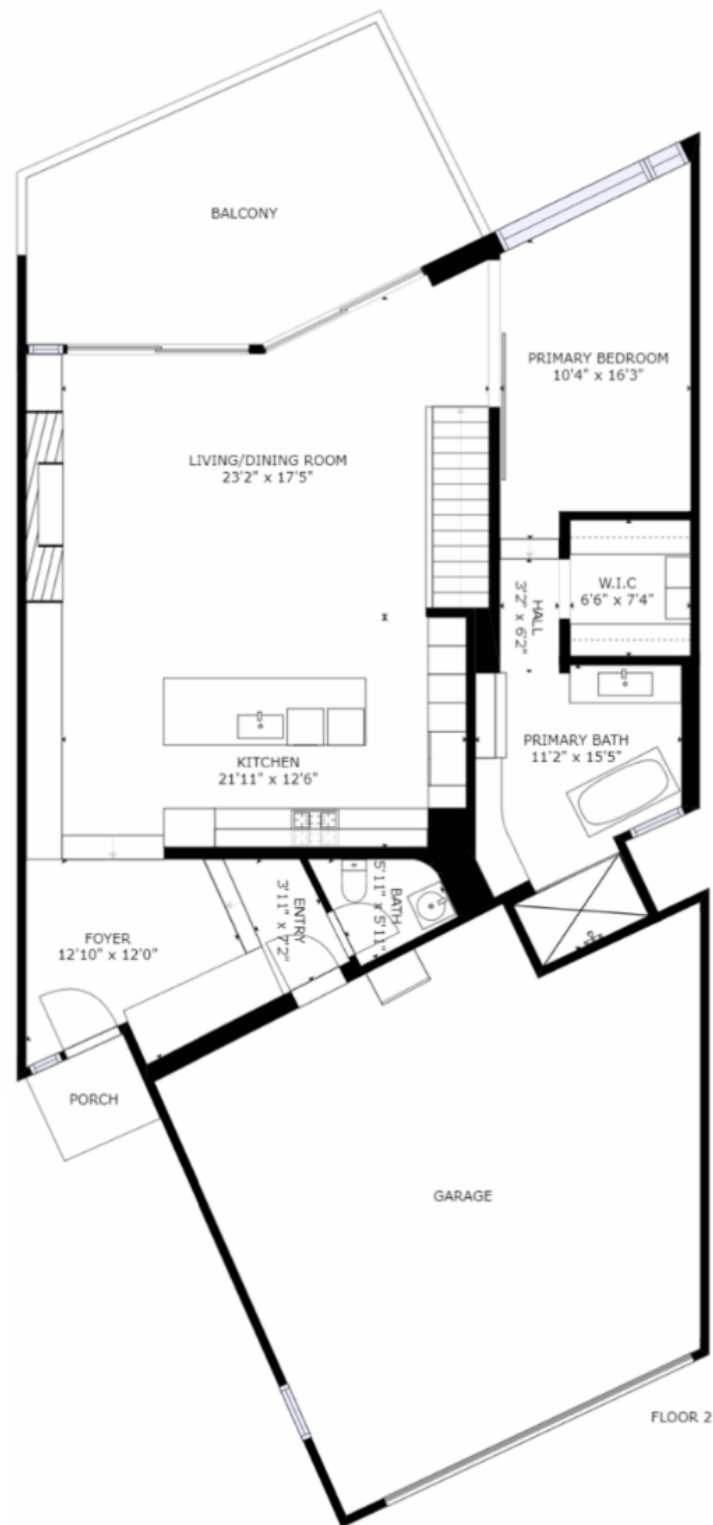 BALCONY
PRIMARY BEDROOM
10'4" x 16'3"
LIVING/DINING ROOM
23'2" x 17'5"
W.I.C
6'6" x 7'4"
HALL
3'2" x 6'2"
PRIMARY BATH
11'2" x 15'5"
KITCHEN
21'11" x 12'6"
BATH
5'11" x 5'11"
ENTRY
3'11" x 7'2"
FOYER
12'10" x 12'0"
PORCH
GARAGE
FLOOR 2